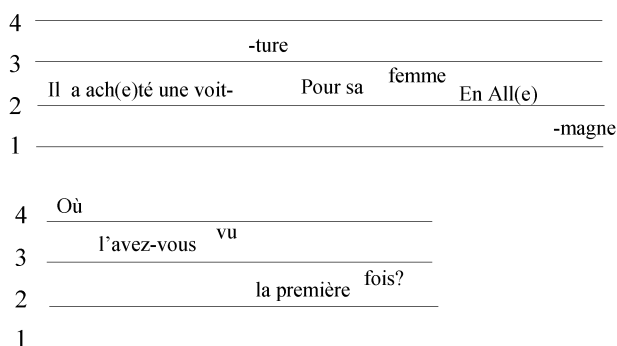 4
-ture
3
femme
Il a ach(e)té une voit- Pour sa En All(e)
2
-magne
1
4 Où
l'avez-vous vu
3
fois?
la première
2
1